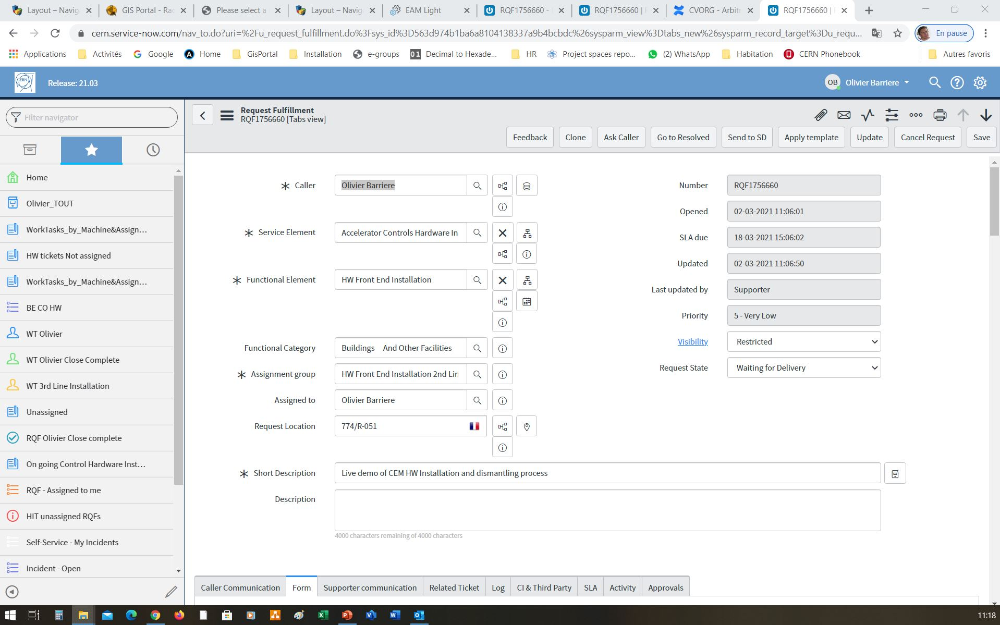 Layout – Navig
GIS Portal - Rac
Please select a
Layout – Navig
EAM Light
RQF1756660 -
RQF1756660 |
CVORG - Arbitr
RQF1756660 |
cern.service-now.com/nav_to.do?uri=%2Fu_request_fulfillment.do%3Fsys_id%3D563d974b1ba6a8104138337a9b4bcbdc%26sysparm_view%3Dtabs_new%26sysparm_record_target%3Du_requ...
En pause
Applications
Activités
Google
Home
GisPortal
Installation
e-groups
01
Decimal to Hexade...
HR
Project spaces repo...
(2) WhatsApp
Habitation
CERN Phonebook
Autres favoris
CERN
Release: 21.03
OB
Olivier Barriere
Filter navigator
Home
Olivier_TOUT
WorkTasks_by_Machine&Assign...
HW tickets Not assigned
WorkTasks_by_Machine&Assign...
BE CO HW
WT Olivier
WT Olivier Close Complete
WT 3rd Line Installation
Unassigned
RQF Olivier Close complete
On going Control Hardware Inst...
RQF - Assigned to me
HIT unassigned RQFs
Self-Service - My Incidents
Incident - Open
Request Fulfillment
RQF1756660 [Tabs view]
Feedback
Clone
Ask Caller
Go to Resolved
Send to SD
Apply template
Update
Cancel Request
Save
Caller
Olivier Barriere
Service Element
Accelerator Controls Hardware In
Functional Element
HW Front End Installation
Functional Category
Buildings And Other Facilities
Assignment group
HW Front End Installation 2nd Lin
Assigned to
Olivier Barriere
Request Location
774/R-051
Number
RQF1756660
Opened
02-03-2021 11:06:01
SLA due
18-03-2021 15:06:02
Updated
02-03-2021 11:06:50
Last updated by
Supporter
Priority
5 - Very Low
Visibility
Restricted
Request State
Waiting for Delivery
Short Description
Live demo of CEM HW Installation and dismantling process
Description
4000 characters remaining of 4000 characters
Caller Communication
Form
Supporter communication
Related Ticket
Log
CI & Third Party
SLA
Activity
Approvals
11:18